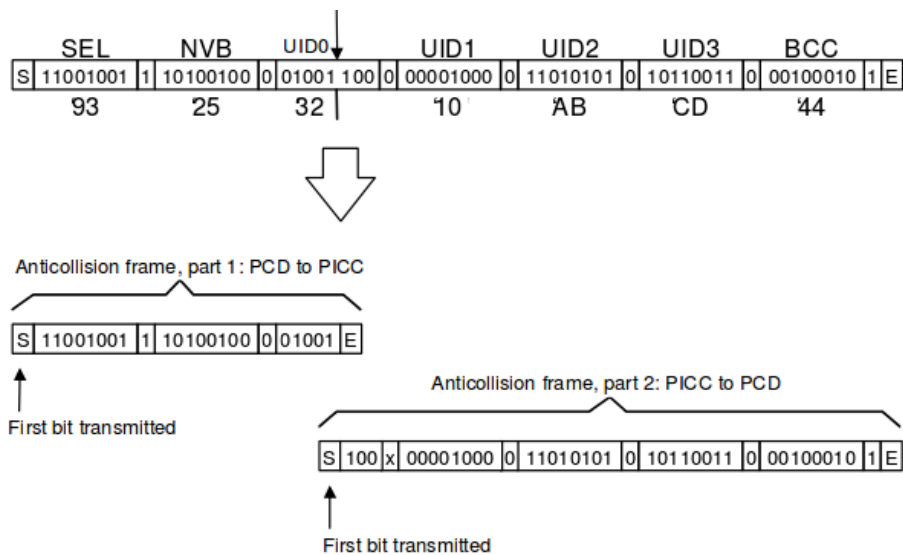 SEL NVB UID0 UID1 UID2 UID3 BCC
S 11001001 1 10100100 0 01001 100 0 00001000 0 11010101 0 10110011 0 00100010 1 E
'93 25 32 '10 'AB 'CD '44
Anticollision frame, part 1: PCD to PICC
S 11001001 1 10100100 0 01001 E
First bit transmitted
Anticollision frame, part 2: PICC to PCD
S 100 x 00001000 0 11010101 0 10110011 0 00100010 1 E
First bit transmitted